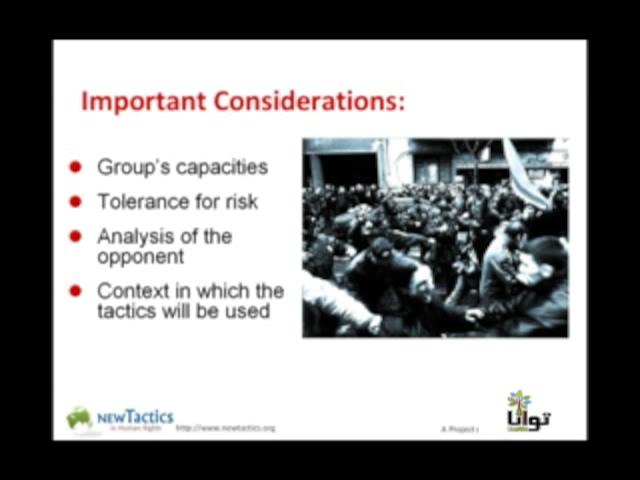 Important Considerations:
Group's capacities
Tolerance for risk
Analysis of the
opponent
Context in which the
tactics will be used
NEWTactics
in Human Rights
http://www.newtactics.org
A Project
توانا